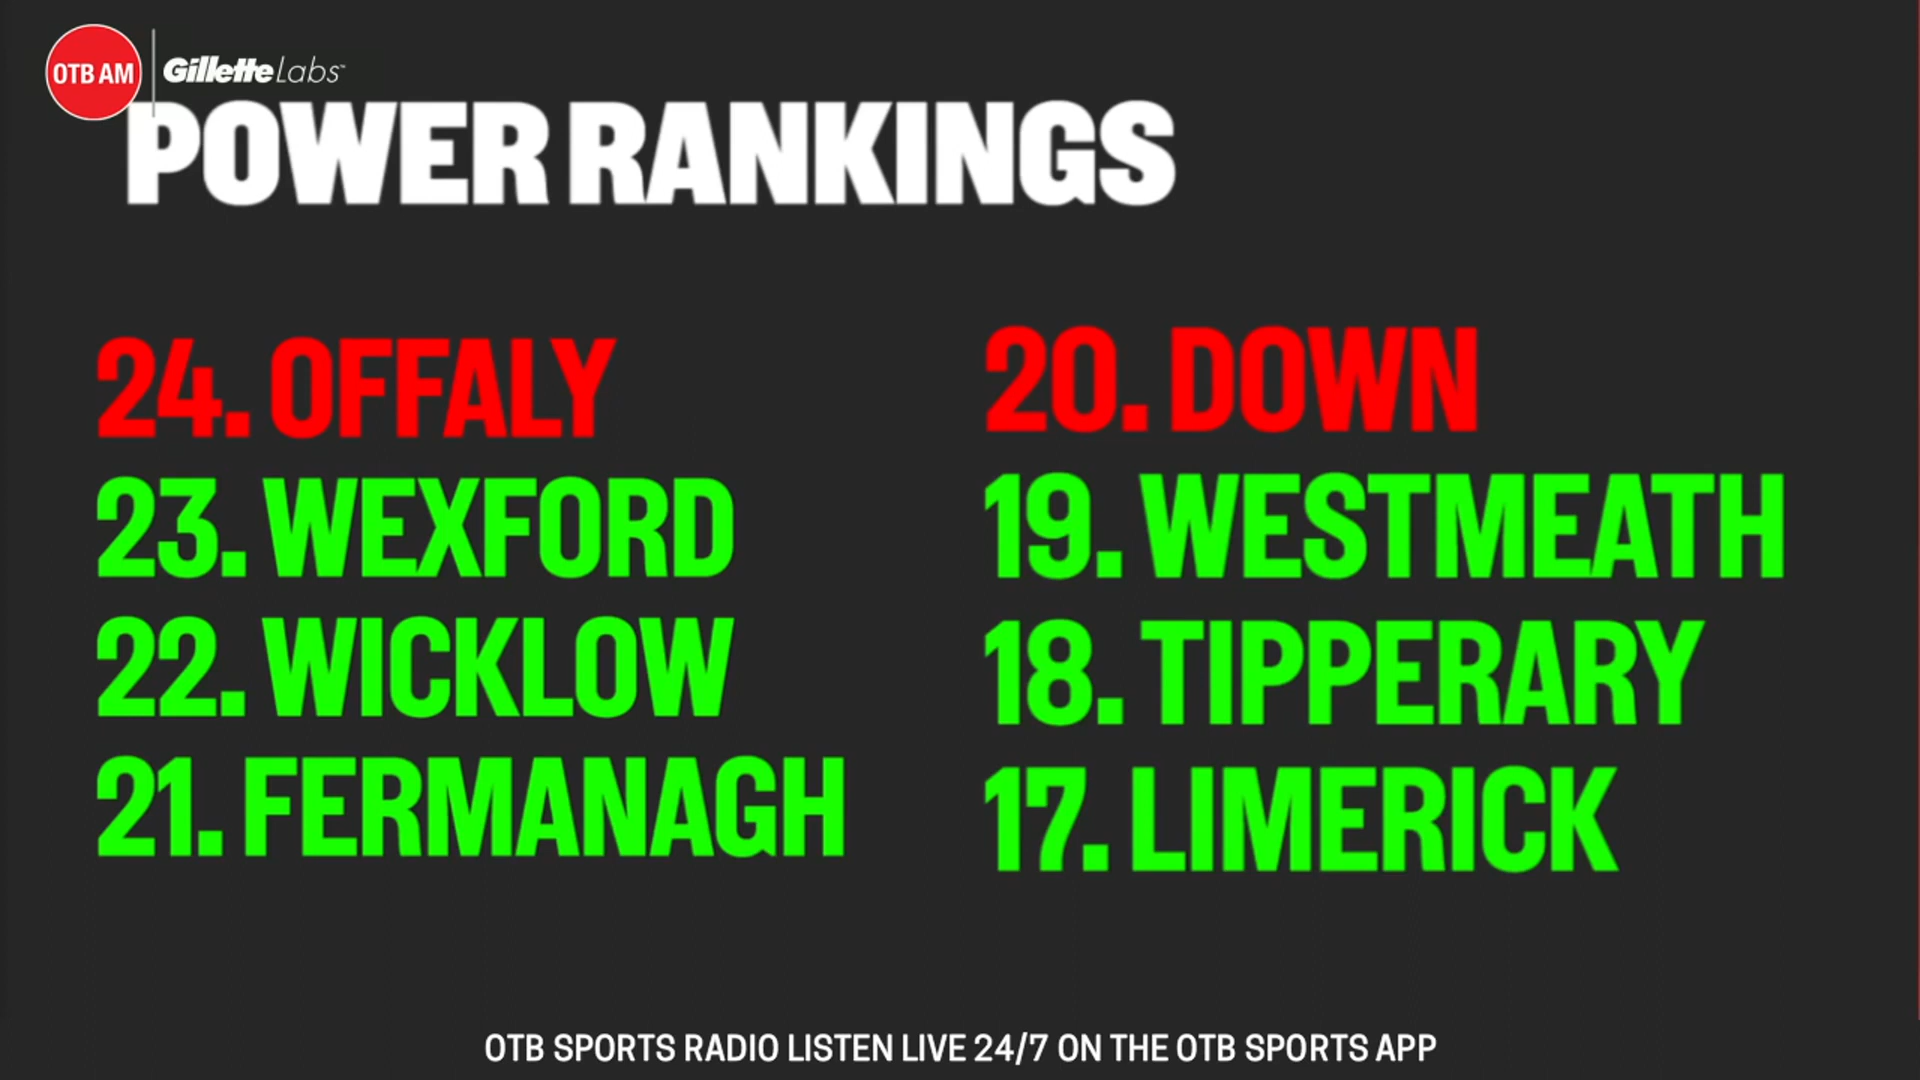 OTB AM
Gillette Labs™
POWER RANKINGS
24. OFFALY
23. WEXFORD
22. WICKLOW
21. FERMANAGH
20. DOWN
19. WESTMEATH
18. TIPPERARY
17. LIMERICK
OTB SPORTS RADIO LISTEN LIVE 24/7 ON THE OTB SPORTS APP